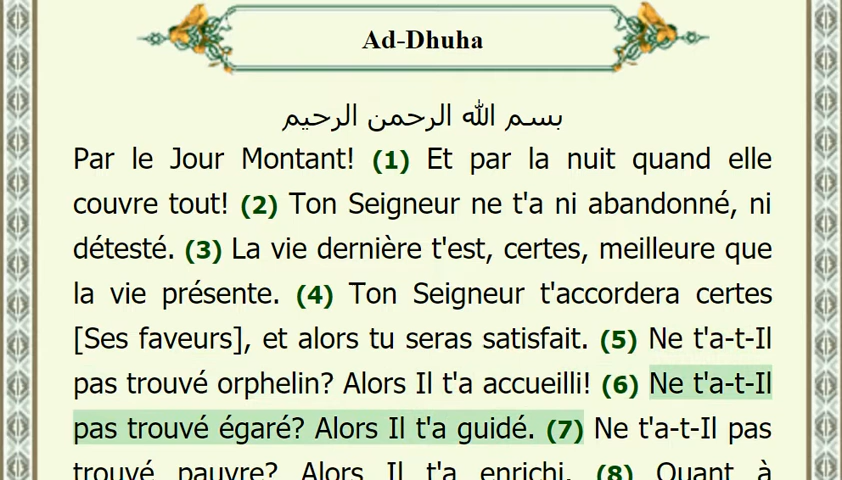 Ad-Dhuha
بسم الله الرحمن الرحيم
Par le Jour Montant! (1) Et par la nuit quand elle
couvre tout! (2) Ton Seigneur ne t'a ni abandonné, ni
détesté. (3) La vie dernière t'est, certes, meilleure que
la vie présente. (4) Ton Seigneur t'accordera certes
[Ses faveurs], et alors tu seras satisfait. (5) Ne t'a-t-Il
pas trouvé orphelin? Alors Il t'a accueilli! (6) Ne t'a-t-Il
pas trouvé égaré? Alors Il t'a guidé. (7) Ne t'a-t-Il pas
trouvé pauvre? Alors Il t'a enrichi. (8) Quant à